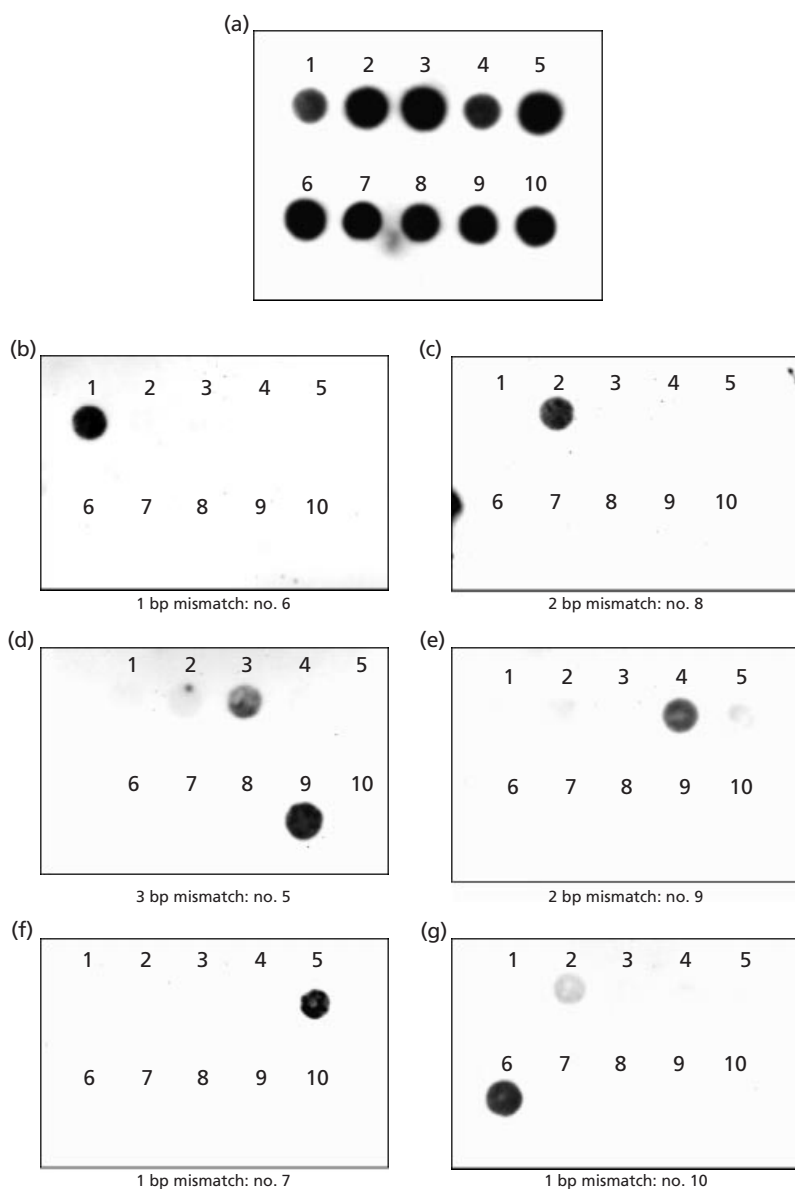 (a)
1 2 3 4 5
6 7 8 9 10
(b)
1 2 3 4 5
6 7 8 9 10
1 bp mismatch: no. 6
(c)
1 2 3 4 5
6 7 8 9 10
2 bp mismatch: no. 8
(d)
1 2 3 4 5
6 7 8 9 10
3 bp mismatch: no. 5
(e)
1 2 3 4 5
6 7 8 9 10
2 bp mismatch: no. 9
(f)
1 2 3 4 5
6 7 8 9 10
1 bp mismatch: no. 7
(g)
1 2 3 4 5
6 7 8 9 10
1 bp mismatch: no. 10